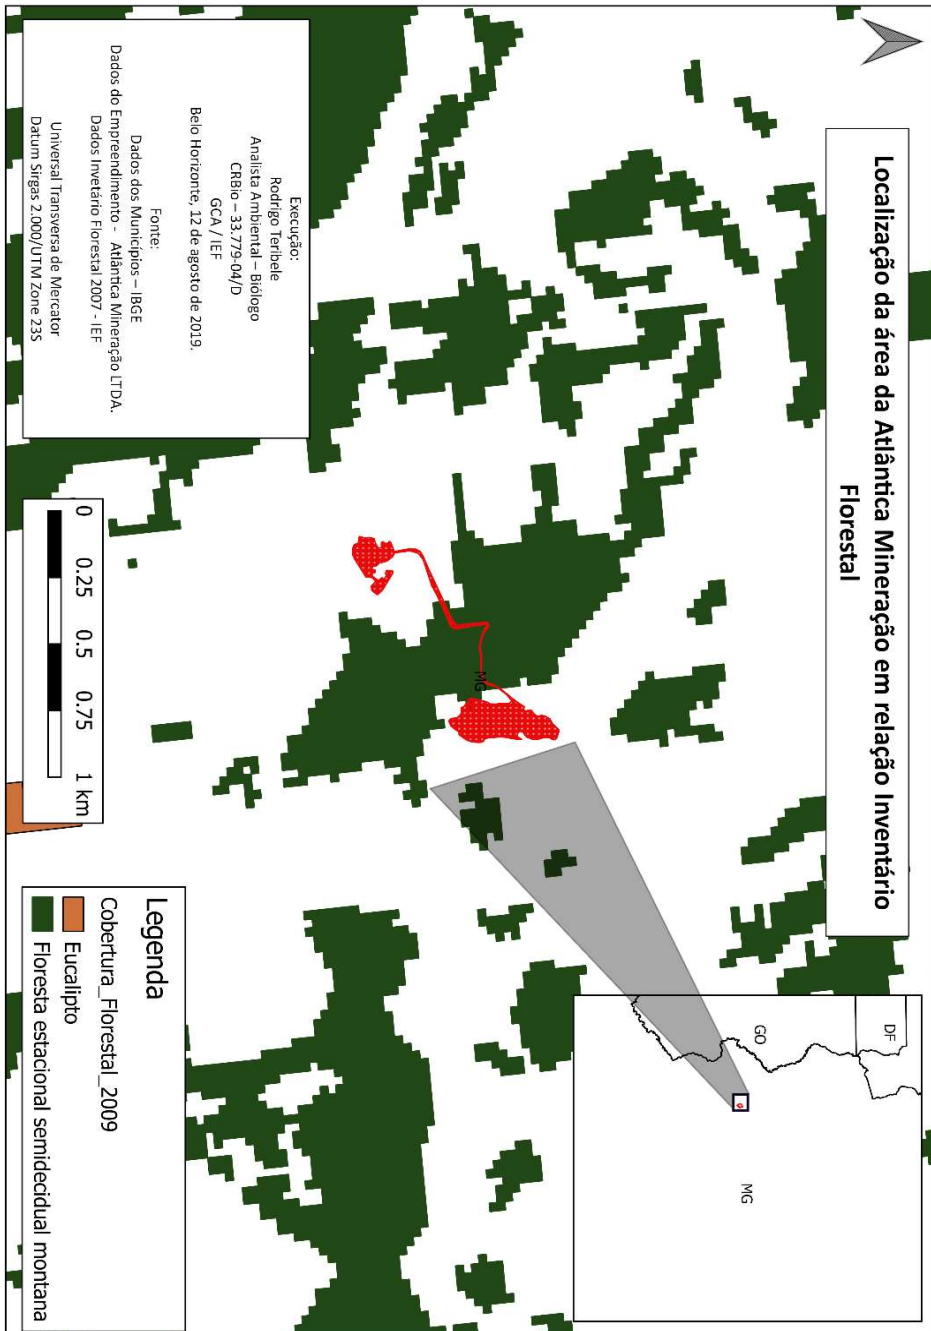 Localização da área da Atlântica Mineração em relação Inventário
Florestal
DF
GO
MG
MG
Execução:
Rodrigo Teribele
Analista Ambiental – Biólogo
CRBio – 33.779-04/D
GCA / IEF
Belo Horizonte, 12 de agosto de 2019.
Fonte:
Dados dos Municípios – IBGE
Dados do Empreendimento - Atlântica Mineração LTDA.
Dados Invetário Florestal 2007 - IEF
Universal Transversa de Mercator
Datum Sirgas 2.000/UTM Zone 23S
0 0.25 0.5 0.75 1 km
Legenda
Cobertura_Florestal_2009
Eucalipto
Floresta estacional semidecidual montana